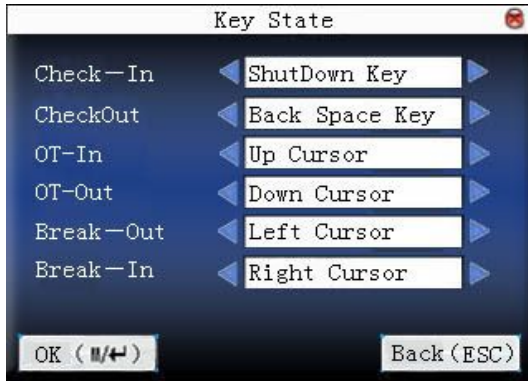 Key State
Check－In ShutDown Key
CheckOut Back Space Key
OT-In Up Cursor
OT-Out Down Cursor
Break－Out Left Cursor
Break－In Right Cursor
OK (M/↵) Back(ESC)